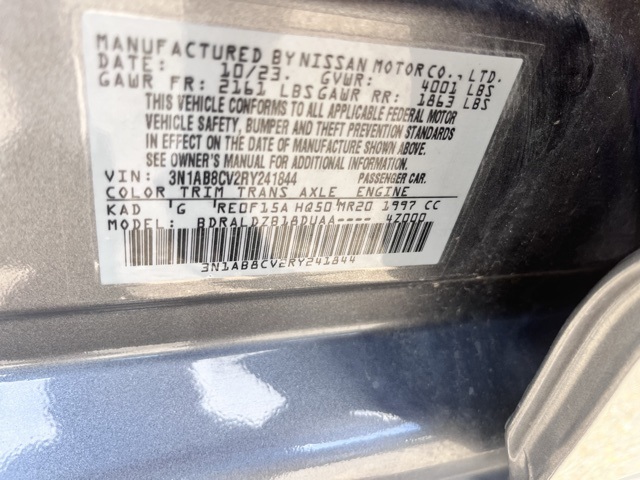 MANUFACTURED BY NISSAN MOTOR CO., LTD.
DATE: 10/23. GVWR: 4001 LBS
GAWR FR: 2161 LBS GAWR RR: 1863 LBS
THIS VEHICLE CONFORMS TO ALL APPLICABLE FEDERAL MOTOR
VEHICLE SAFETY, BUMPER AND THEFT PREVENTION STANDARDS
IN EFFECT ON THE DATE OF MANUFACTURE SHOWN ABOVE.
SEE OWNER'S MANUAL FOR ADDITIONAL INFORMATION.
VIN: 3N1AB8CV2RY241844 PASSENGER CAR.
COLOR TRIM TRANS AXLE ENGINE
KAD G RE0F15A HQ50 MR20 1997 CC
MODEL: BDRALDZB18DUAA---- 4Z000
3N1AB8CV2RY241844